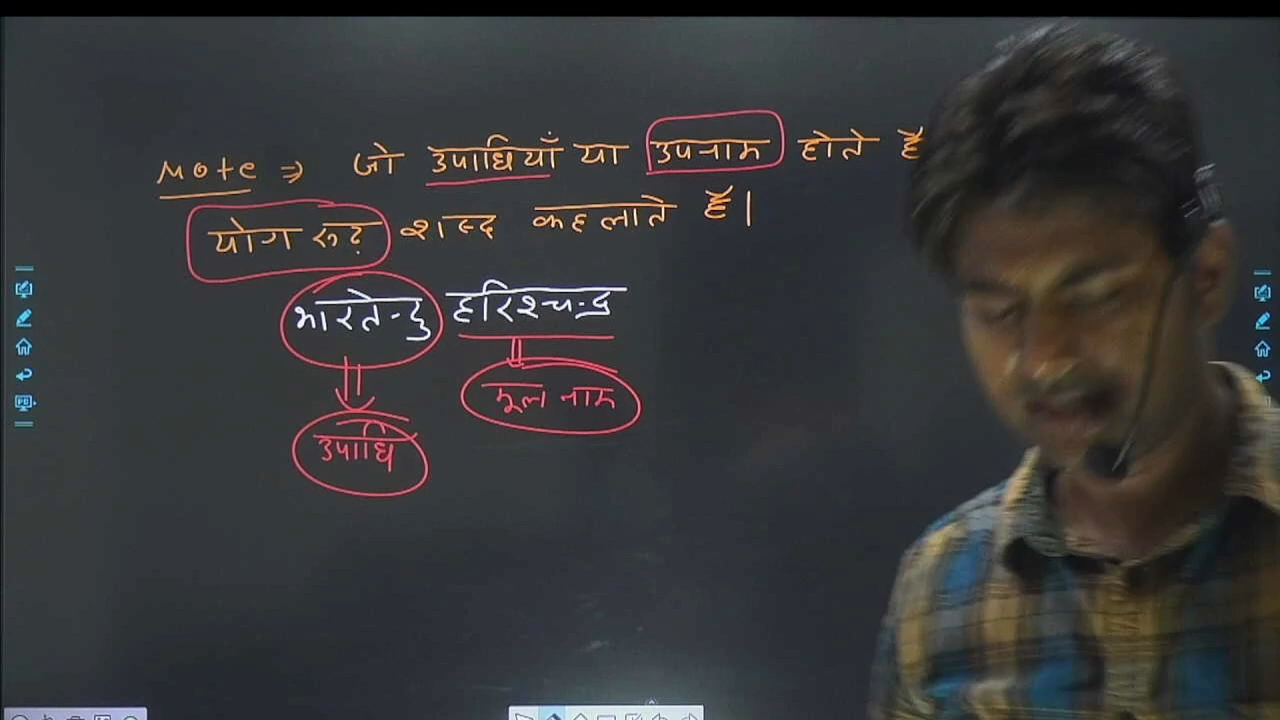 Note ⇒ जो उपाधियाँ या उपनाम होते हैं
योग रूढ़ शब्द कहलाते हैं।
भारतेन्दु हरिश्चन्द्र
मूल नाम
उपाधि